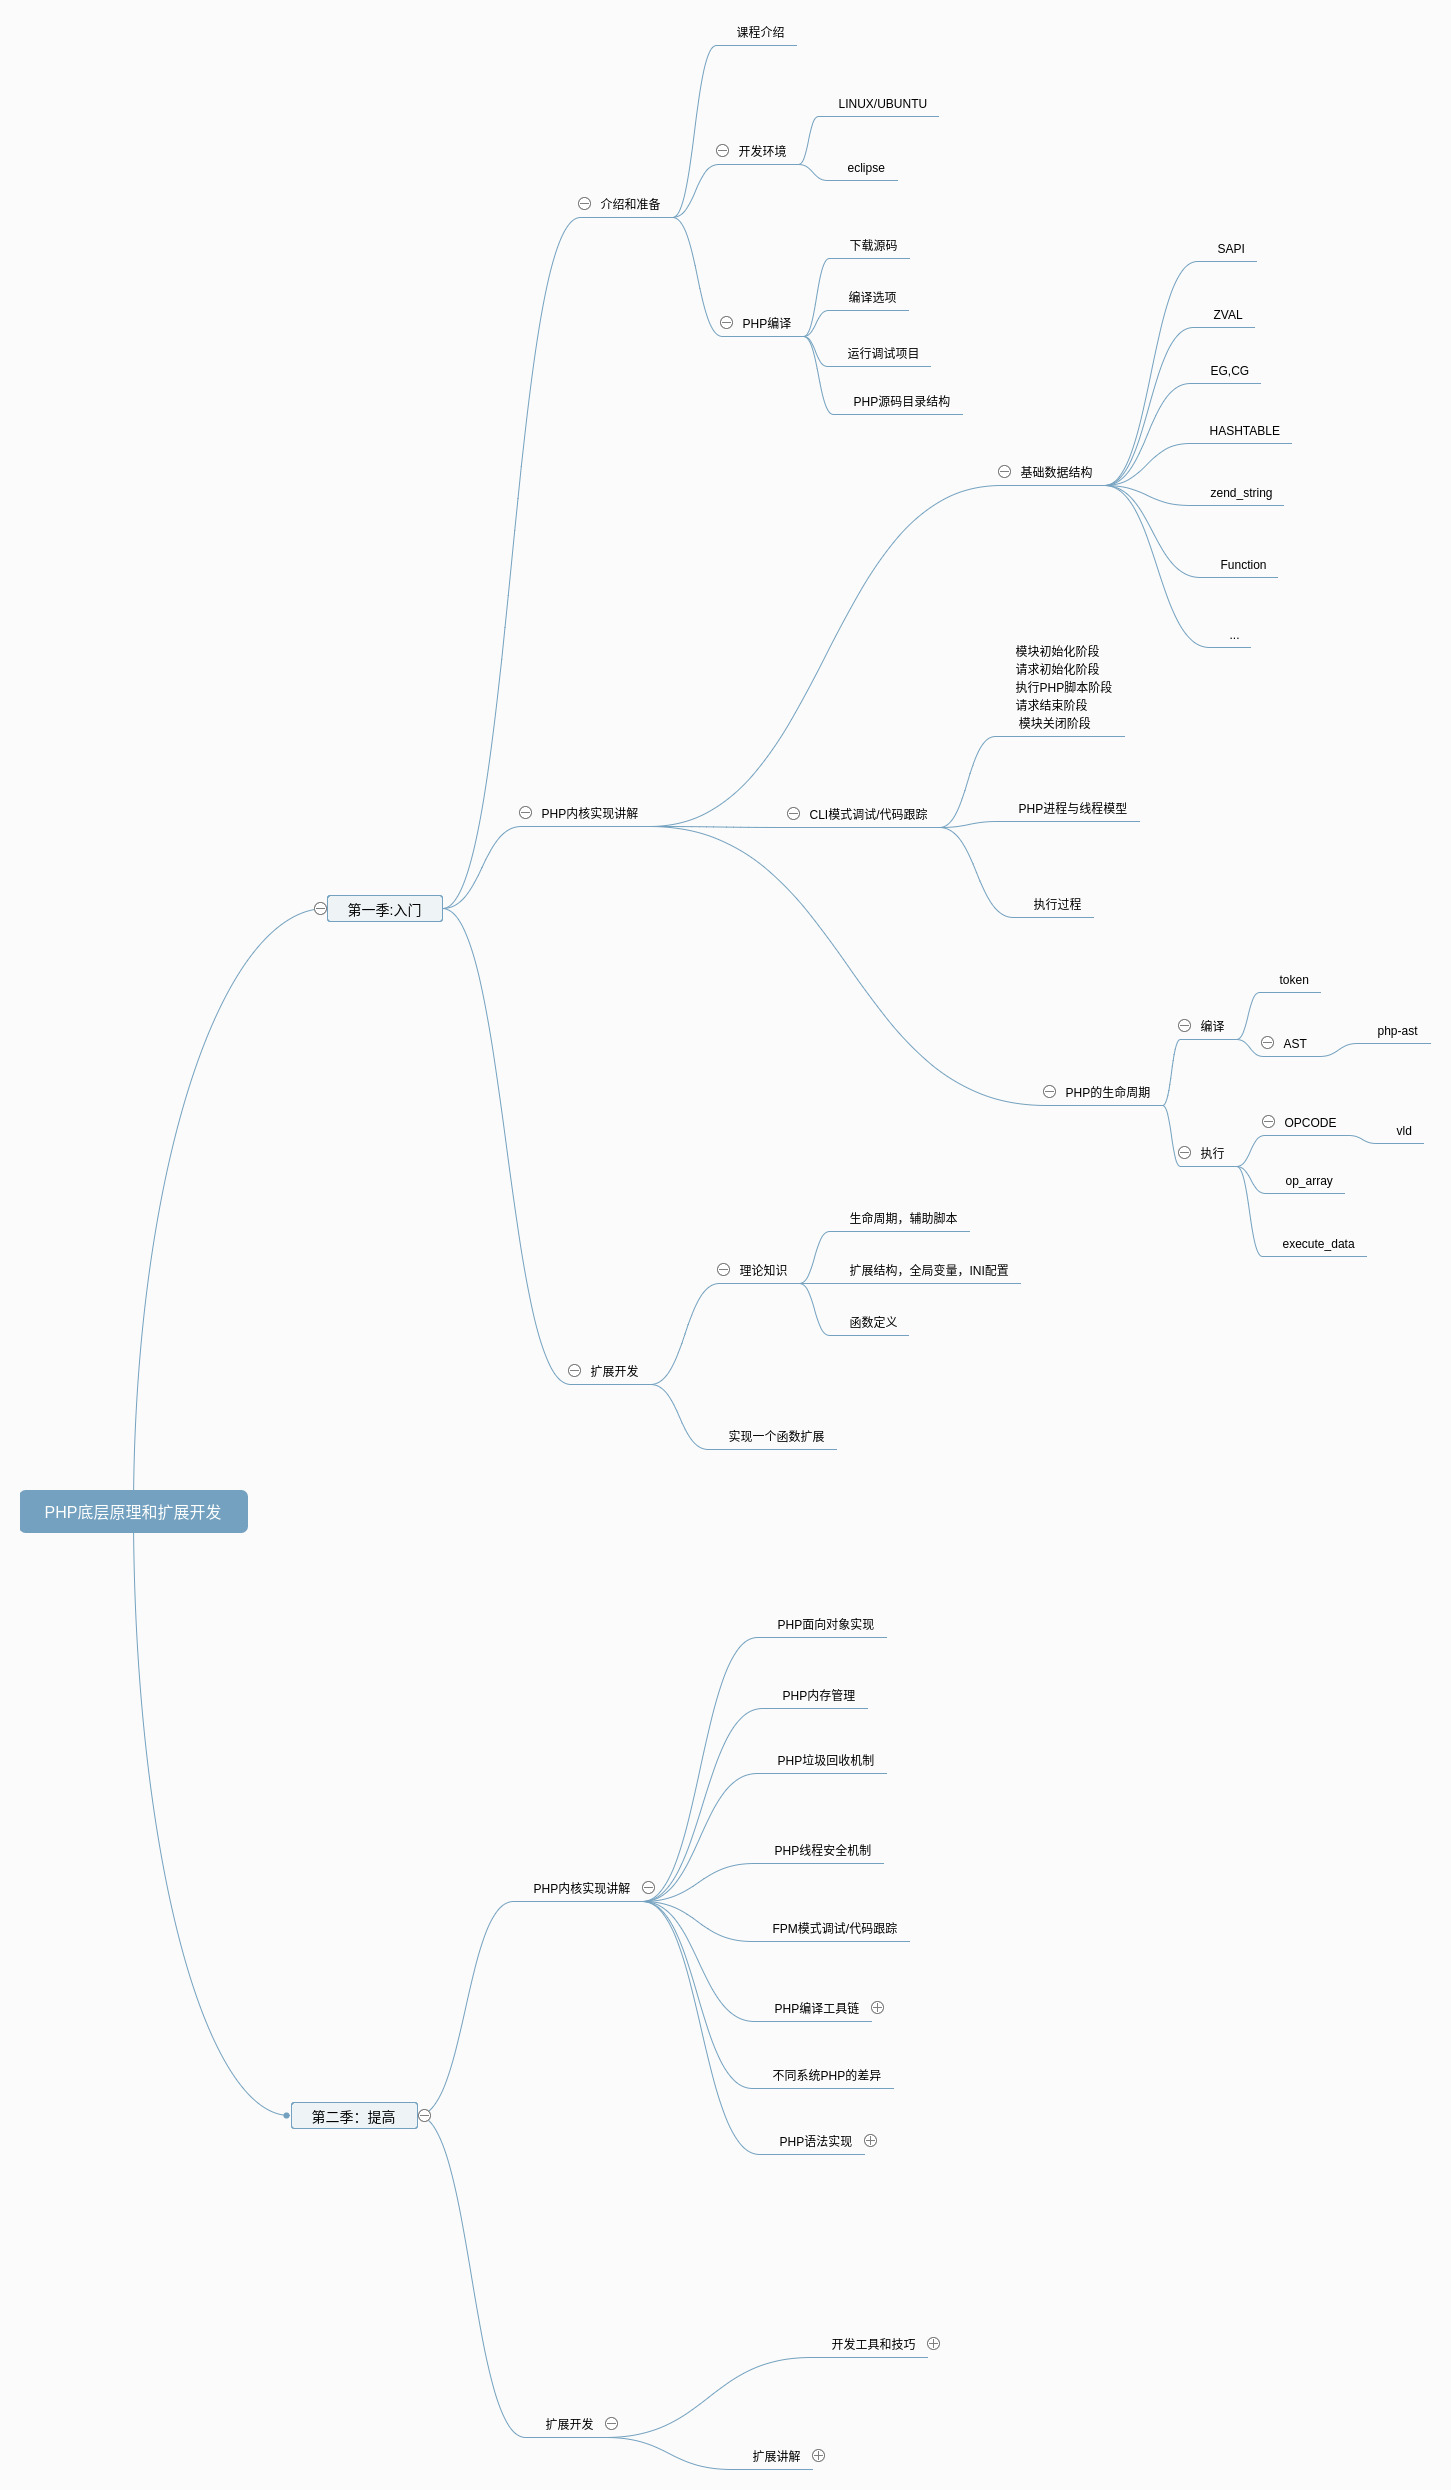 课程介绍
LINUX/UBUNTU
开发环境
eclipse
介绍和准备
下载源码
编译选项
PHP编译
运行调试项目
PHP源码目录结构
SAPI
ZVAL
EG,CG
HASHTABLE
基础数据结构
zend_string
Function
...
模块初始化阶段
请求初始化阶段
执行PHP脚本阶段
请求结束阶段
模块关闭阶段
PHP内核实现讲解
CLI模式调试/代码跟踪
PHP进程与线程模型
执行过程
第一季:入门
token
编译
AST
php-ast
PHP的生命周期
OPCODE
vld
执行
op_array
execute_data
生命周期，辅助脚本
理论知识
扩展结构，全局变量，INI配置
函数定义
扩展开发
实现一个函数扩展
PHP底层原理和扩展开发
PHP面向对象实现
PHP内存管理
PHP垃圾回收机制
PHP线程安全机制
PHP内核实现讲解
FPM模式调试/代码跟踪
PHP编译工具链
不同系统PHP的差异
第二季：提高
PHP语法实现
开发工具和技巧
扩展开发
扩展讲解